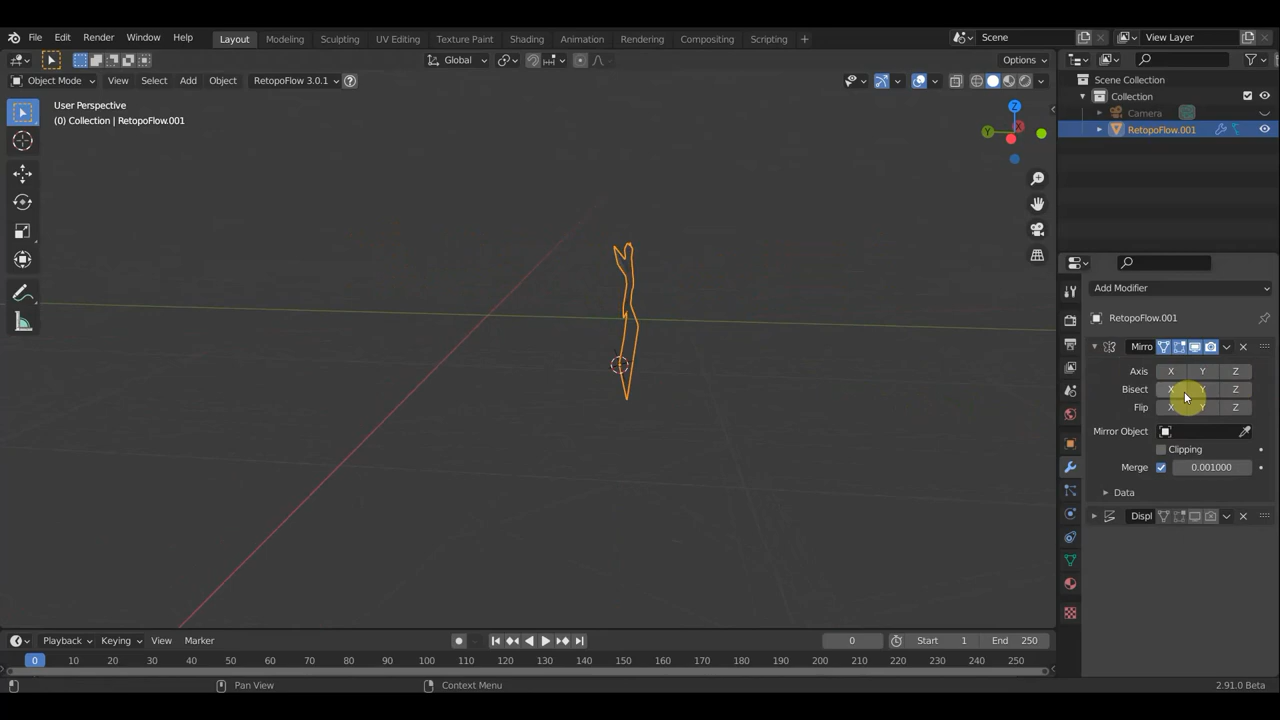 File Edit Render Window Help
Layout Modeling Sculpting UV Editing Texture Paint Shading Animation Rendering Compositing Scripting +
Scene View Layer
Global Options
Object Mode View Select Add Object RetopoFlow 3.0.1
User Perspective
(0) Collection | RetopoFlow.001
Z
Y
X
Scene Collection
Collection
Camera
RetopoFlow.001
Add Modifier
RetopoFlow.001
Mirro
Axis X Y Z
Bisect X Y Z
Flip X Y Z
Mirror Object
Clipping
Merge 0.001000
Data
Displ
Playback Keying View Marker 0 Start 1 End 250
0 10 20 30 40 50 60 70 80 90 100 110 120 130 140 150 160 170 180 190 200 210 220 230 240 250
Pan View Context Menu 2.91.0 Beta